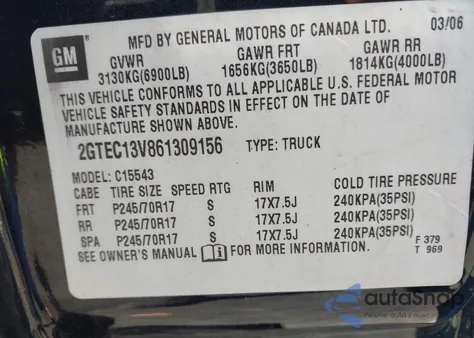 MFD BY GENERAL MOTORS OF CANADA LTD. 03/06
GM
GVWR GAWR FRT GAWR RR
3130KG(6900LB) 1656KG(3650LB) 1814KG(4000LB)
THIS VEHICLE CONFORMS TO ALL APPLICABLE U.S. FEDERAL MOTOR
VEHICLE SAFETY STANDARDS IN EFFECT ON THE DATE OF
MANUFACTURE SHOWN ABOVE.
2GTEC13V861309156 TYPE: TRUCK
MODEL: C15543
CABE TIRE SIZE SPEED RTG RIM COLD TIRE PRESSURE
FRT P245/70R17 S 17X7.5J 240KPA(35PSI)
RR P245/70R17 S 17X7.5J 240KPA(35PSI)
SPA P245/70R17 S 17X7.5J 240KPA(35PSI)
SEE OWNER'S MANUAL FOR MORE INFORMATION.
F 379
T 969
autoSnap